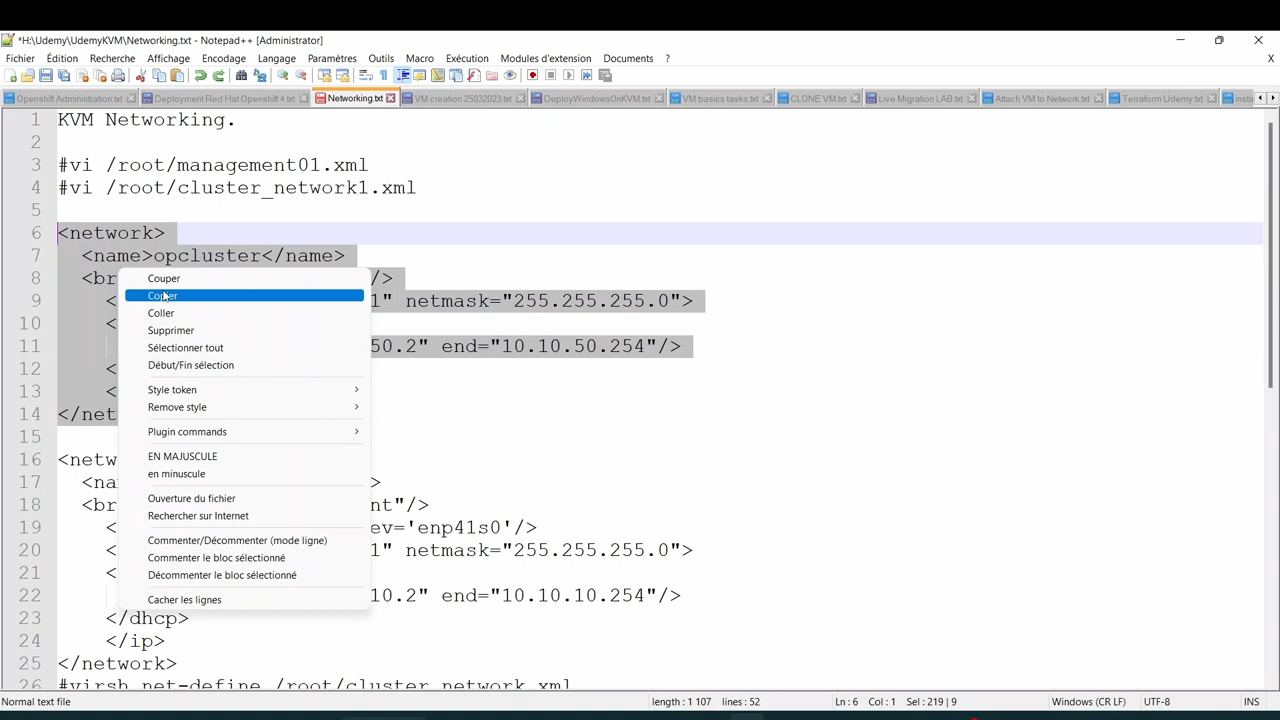 *H:\Udemy\UdemyKVM\Networking.txt - Notepad++ [Administrator]
Fichier Édition Recherche Affichage Encodage Langage Paramètres Outils Macro Exécution Modules d'extension Documents ? X
Openshift Administration txt Deployment Red Hat Openshift 4 txt Networking.txt VM creation 25032023.txt DeployWindowsOnKVM.txt VM basics tasks txt CLONE VM.txt Live Migration LAB.txt Attach VM to Network.txt Terraform Udemy.txt insta
1 KVM Networking.
2
3 #vi /root/management01.xml
4 #vi /root/cluster_network1.xml
5
6 <network>
7 <name>opcluster</name>
8 <br />
9 < 1" netmask="255.255.255.0">
10 <
11 50.2" end="10.10.50.254"/>
12 <
13 <
14 </net
15
16 <netw
17 <na >
18 <br nt"/>
19 < ev='enp41s0'/>
20 < 1" netmask="255.255.255.0">
21 <
22 10.2" end="10.10.10.254"/>
23 </dhcp>
24 </ip>
25 </network>
26 #virsh net-define /root/cluster_network.xml
Couper
Copier
Coller
Supprimer
Sélectionner tout
Début/Fin sélection
Style token
Remove style
Plugin commands
EN MAJUSCULE
en minuscule
Ouverture du fichier
Rechercher sur Internet
Commenter/Décommenter (mode ligne)
Commenter le bloc sélectionné
Décommenter le bloc sélectionné
Cacher les lignes
Normal text file length : 1 107 lines : 52 Ln : 6 Col : 1 Sel : 219 | 9 Windows (CR LF) UTF-8 INS